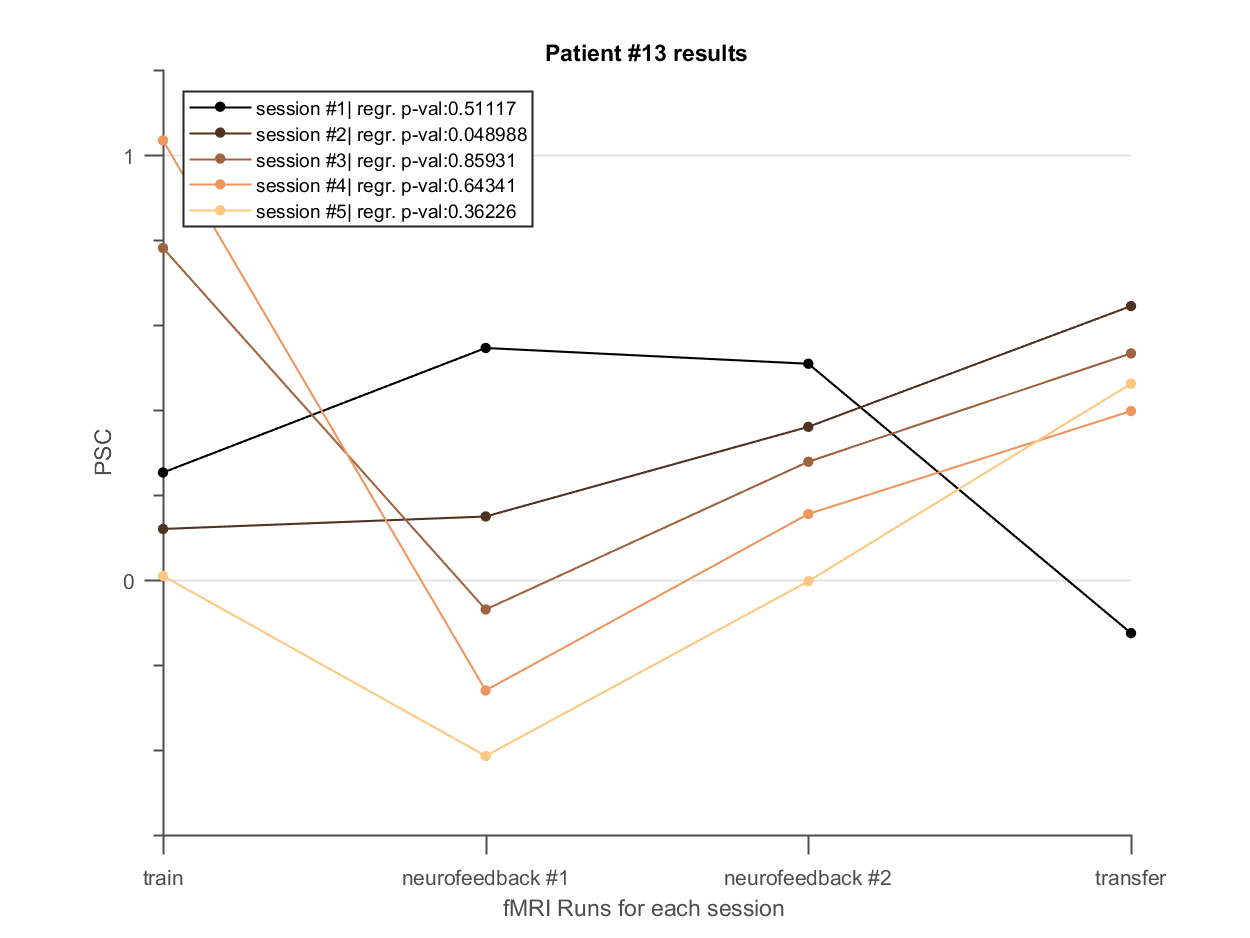 Patient #13 results
session #1| regr. p-val:0.51117
session #2| regr. p-val:0.048988
session #3| regr. p-val:0.85931
session #4| regr. p-val:0.64341
session #5| regr. p-val:0.36226
1
PSC
0
train
neurofeedback #1
neurofeedback #2
transfer
fMRI Runs for each session